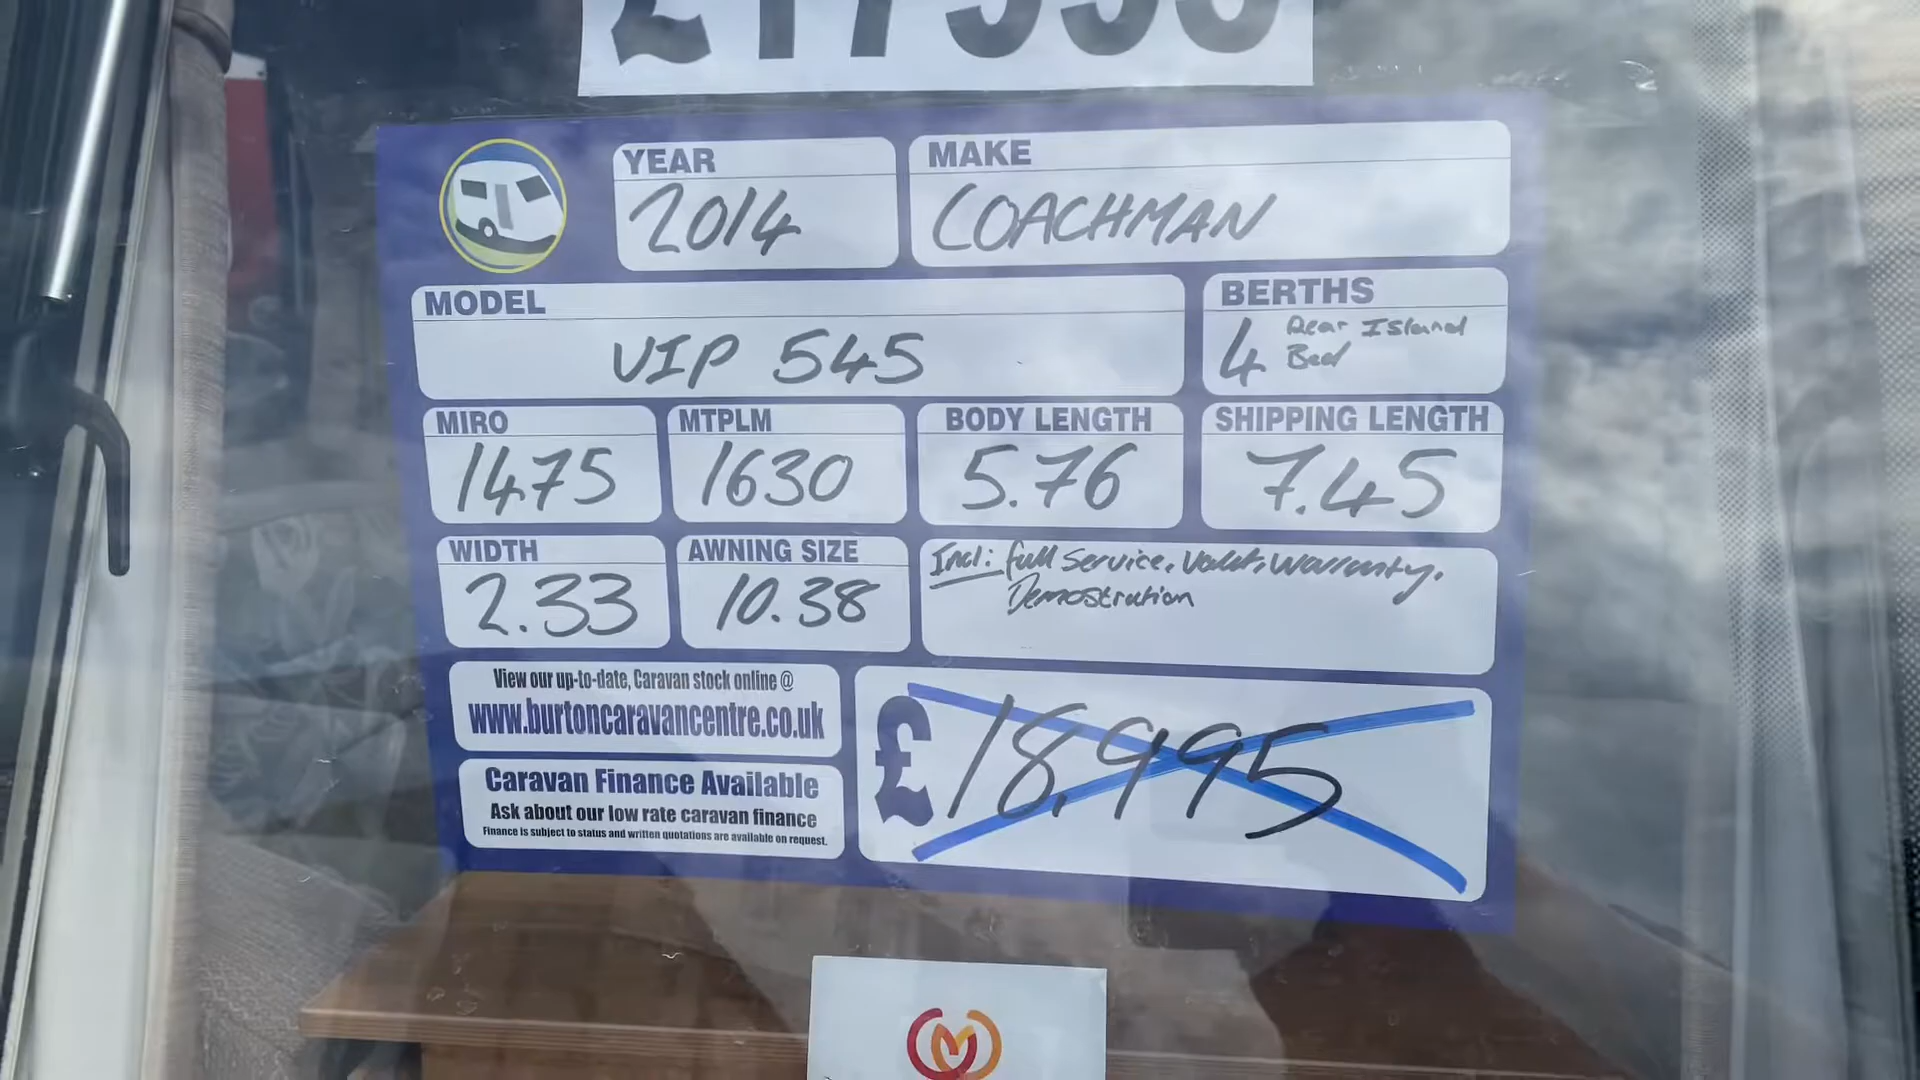 YEAR
2014
MAKE
COACHMAN
MODEL
VIP 545
BERTHS
4 Rear Island
Bed
MIRO
1475
MTPLM
1630
BODY LENGTH
5.76
SHIPPING LENGTH
7.45
WIDTH
2.33
AWNING SIZE
10.38
Incl: full Service, Valet, Warranty,
Demostration
View our up-to-date, Caravan stock online @
www.burtoncaravancentre.co.uk
Caravan Finance Available
Ask about our low rate caravan finance
Finance is subject to status and written quotations are available on request.
£18,995